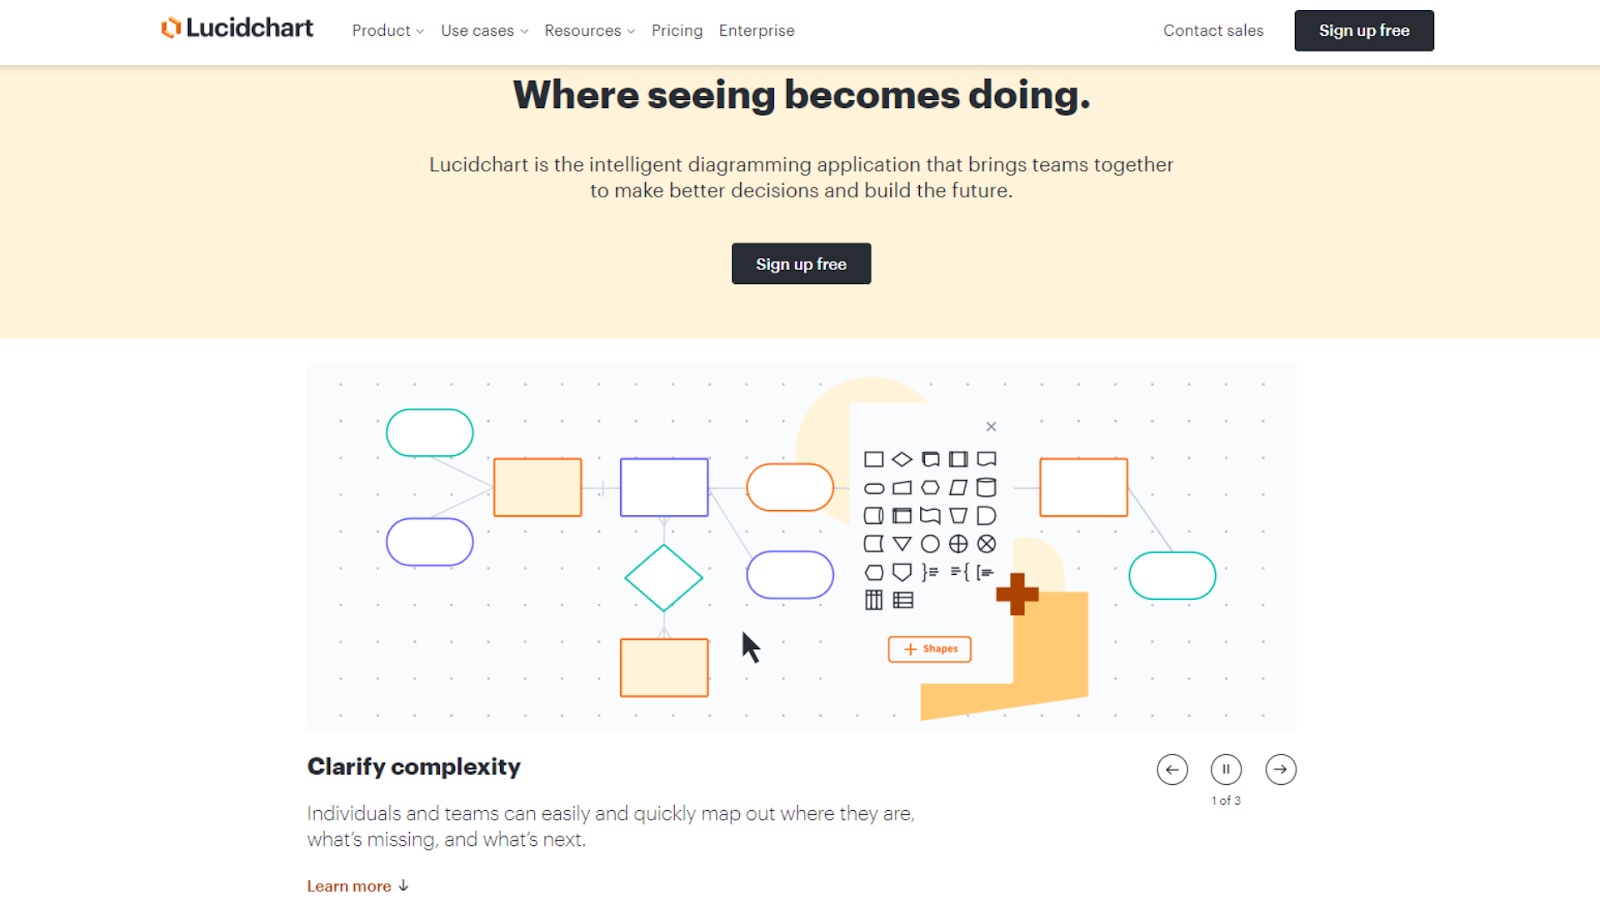 Lucidchart Product Use cases Resources Pricing Enterprise Contact sales Sign up free
Where seeing becomes doing.
Lucidchart is the intelligent diagramming application that brings teams together
to make better decisions and build the future.
Sign up free
Shapes
Clarify complexity
1 of 3
Individuals and teams can easily and quickly map out where they are,
what's missing, and what's next.
Learn more